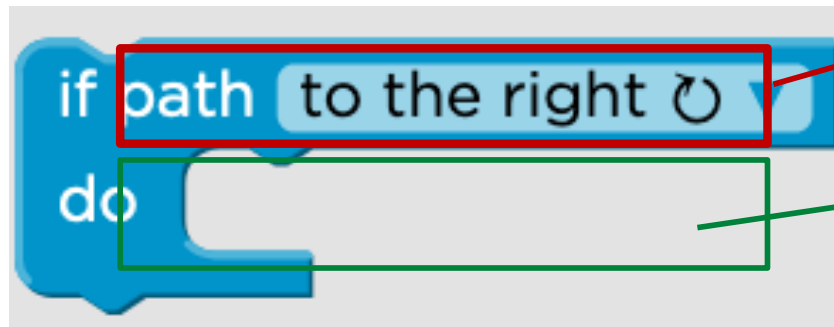 if path to the right ↻ ▼
do